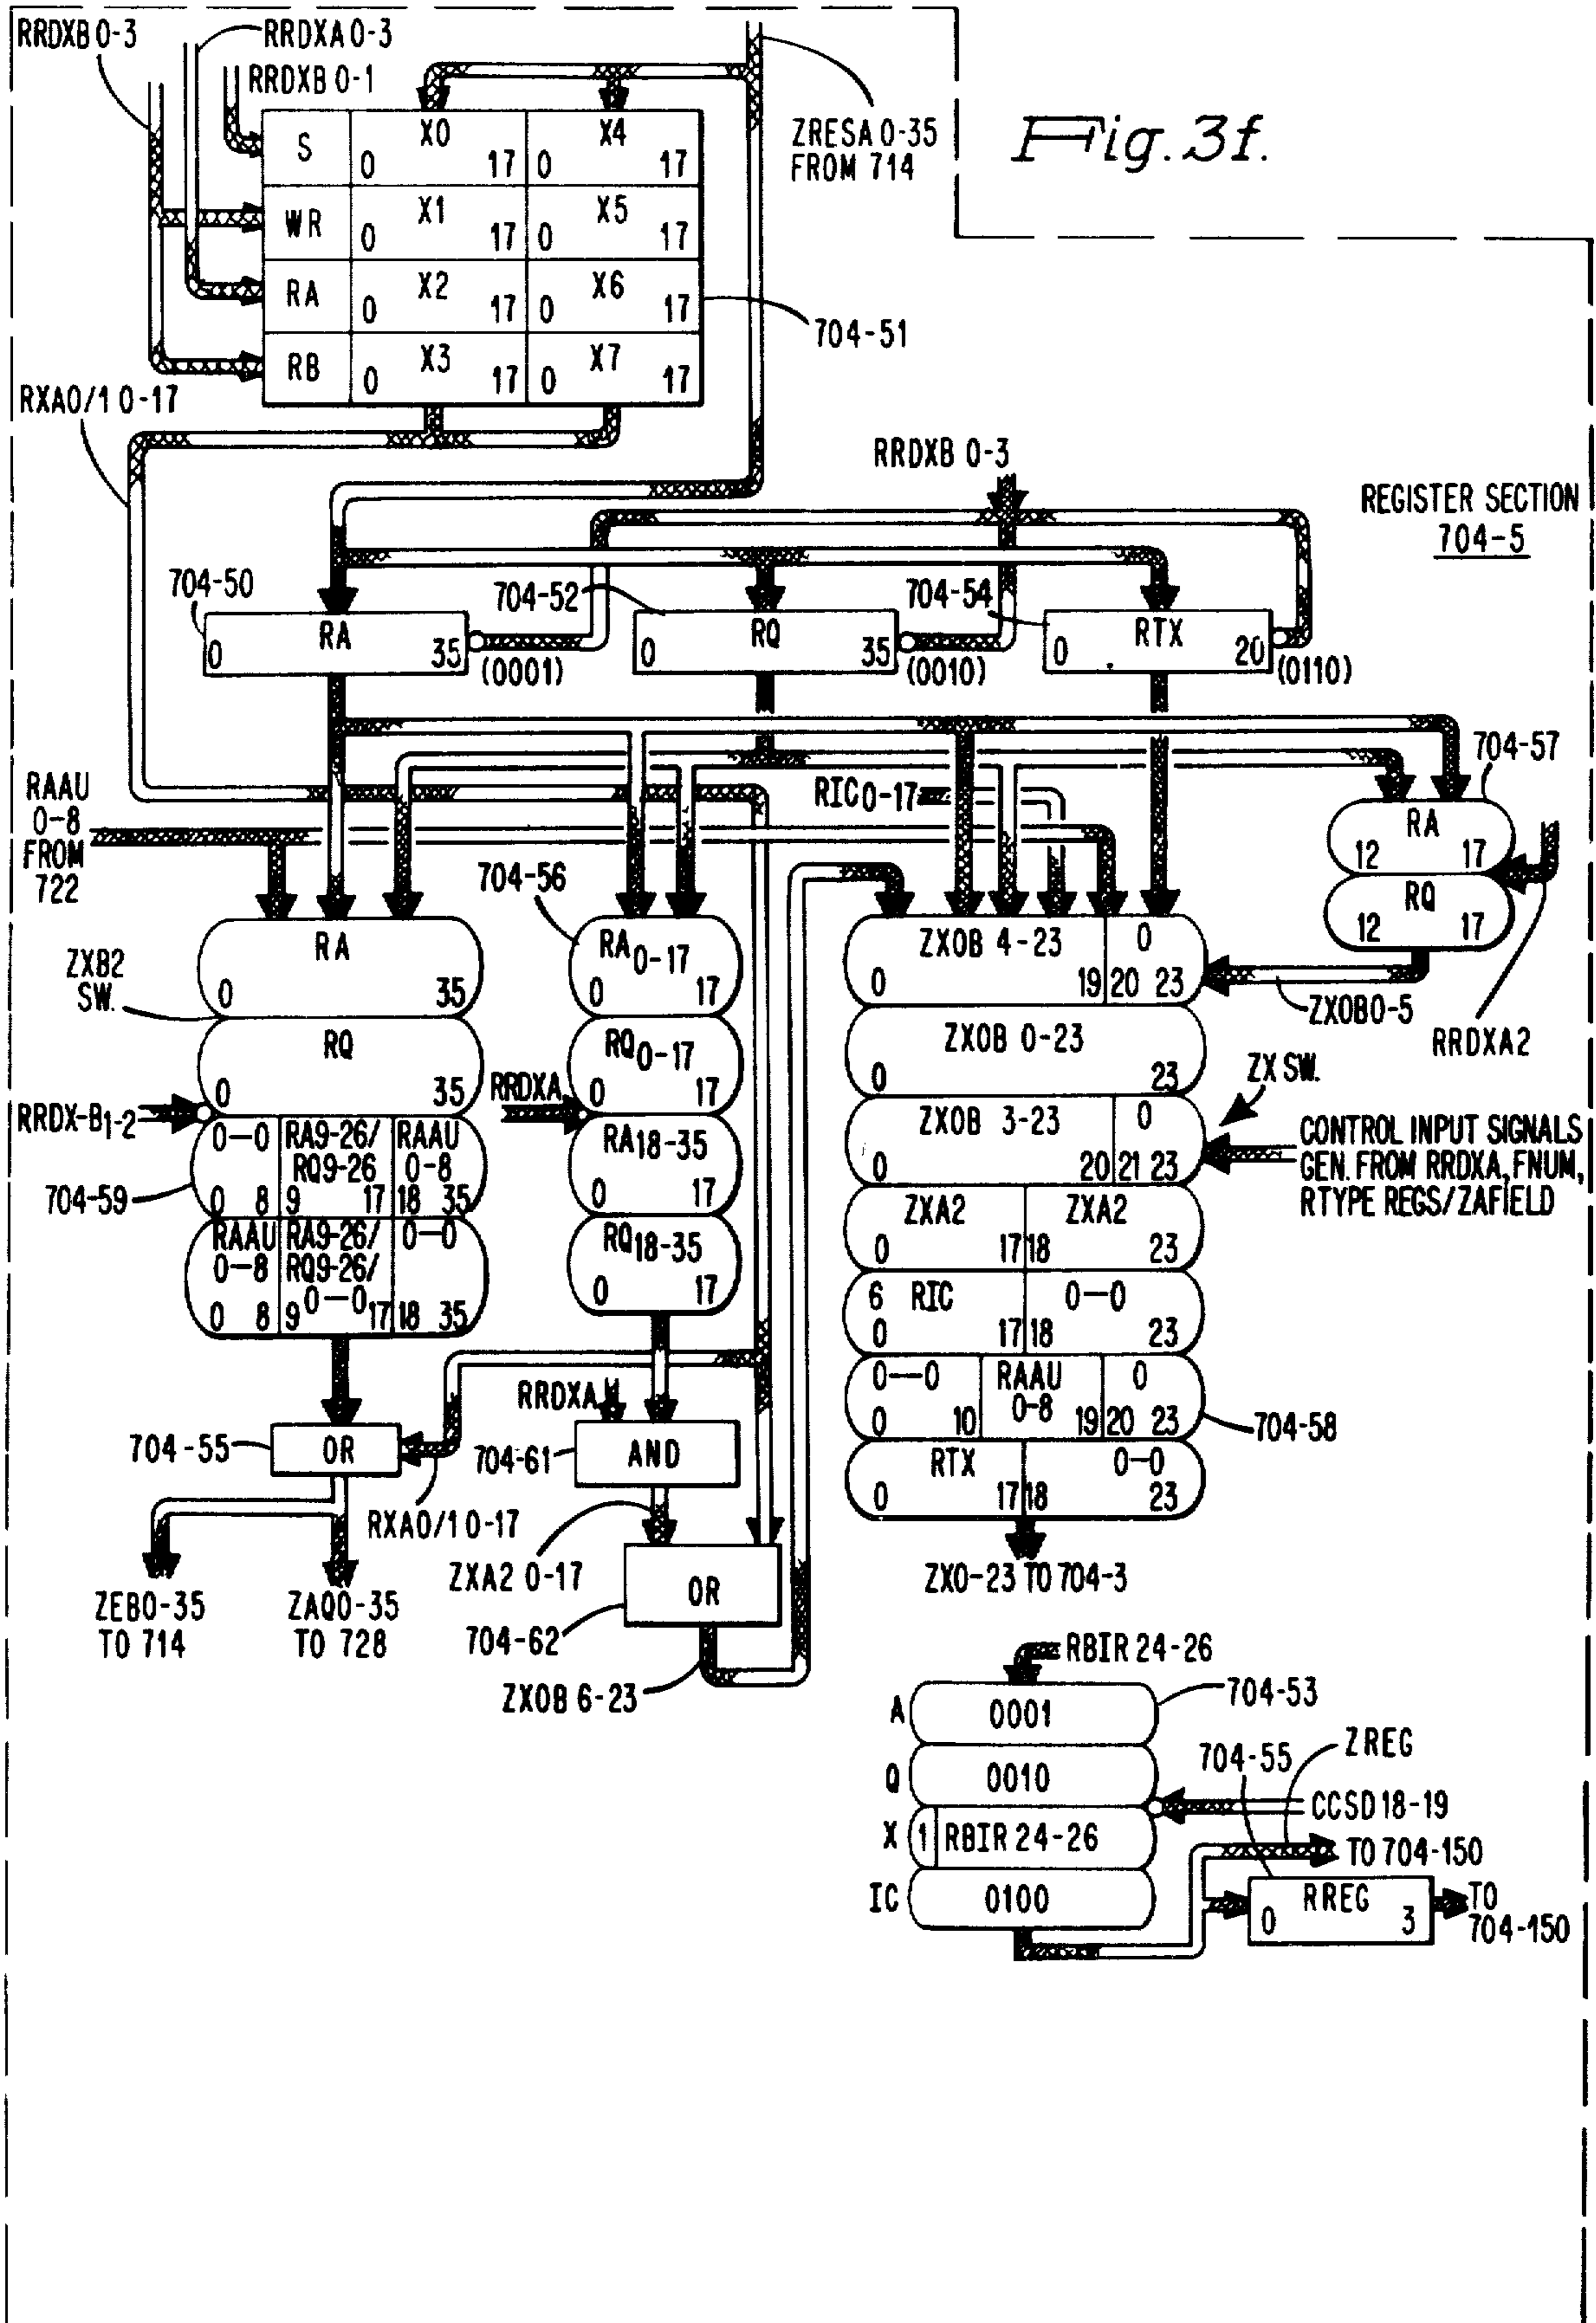 RRDXB 0-3
RRDXA 0-3
RRDXB 0-1
ZRESA 0-35
FROM 714
Fig. 3f.
S
X0
0 17
X4
0 17
WR
X1
0 17
X5
0 17
RA
X2
0 17
X6
0 17
RB
X3
0 17
X7
0 17
704-51
RXA0/1 0-17
RRDXB 0-3
REGISTER SECTION
704-5
704-50
RA
0 35
(0001)
704-52
RQ
0 35
(0010)
704-54
RTX
0 20
(0110)
704-57
RA
12 17
RQ
12 17
RAAU
0-8
FROM
722
RIC 0-17
704-56
ZXB2
SW.
RA
0 35
RQ
0 35
RRDX-B1-2
0—0
0 8
RA9-26/
RQ9-26
9 17
RAAU
0-8
18 35
704-59
RAAU
0-8
0 8
RA9-26/
RQ9-26/
0—0
9 17
0—0
18 35
RA0-17
0 17
RQ0-17
0 17
RRDXA
RA18-35
0 17
RQ18-35
0 17
ZXOB 4-23
0 19
0
20 23
ZXOB0-5
RRDXA2
ZXOB 0-23
0 23
ZX SW.
ZXOB 3-23
0 20
0
21 23
CONTROL INPUT SIGNALS
GEN. FROM RRDXA, FNUM,
RTYPE REGS/ZAFIELD
ZXA2
0 17
ZXA2
18 23
6 RIC
0 17
0—0
18 23
0—0
0 10
RAAU
0-8
19
0
20 23
704-58
RTX
0 17
0-0
18 23
ZX0-23 TO 704-3
704-55
OR
RRDXA
704-61
AND
RXA0/1 0-17
ZXA2 0-17
OR
704-62
ZXOB 6-23
ZEB0-35
TO 714
ZAQ0-35
TO 728
RBIR 24-26
704-53
A
0001
Q
0010
X
1
RBIR 24-26
IC
0100
704-55
ZREG
CCSD 18-19
TO 704-150
RREG
0 3
TO
704-150